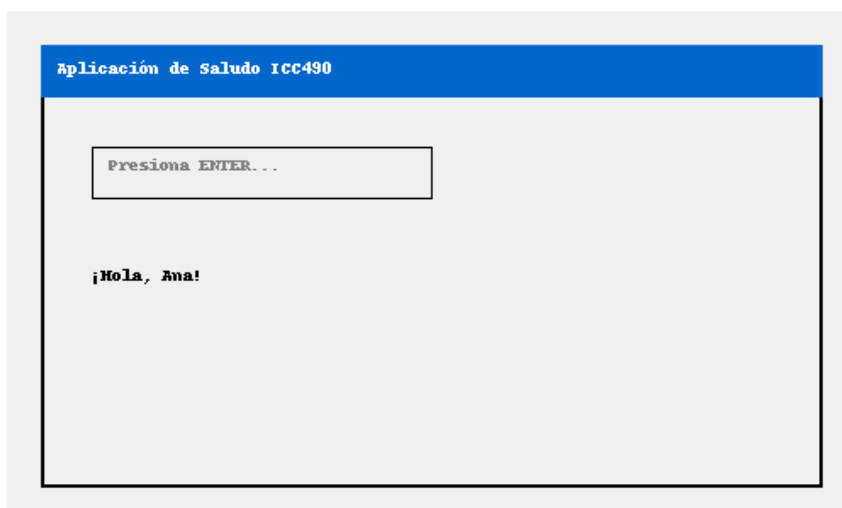 Aplicación de Saludo ICC490
Presiona ENTER...
¡Hola, Ana!